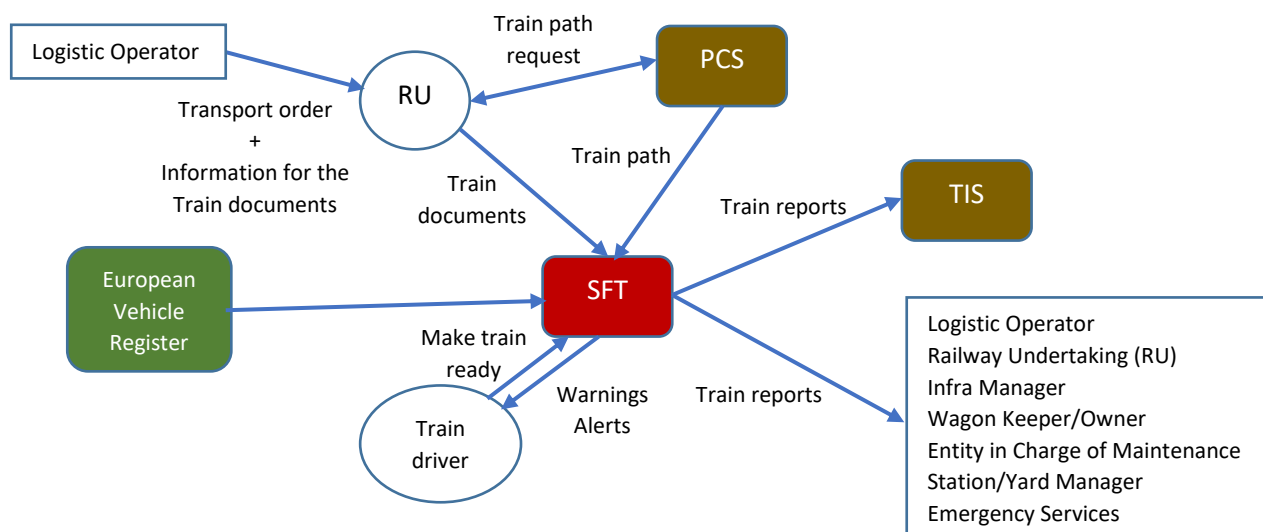 Logistic Operator
Train path
request
PCS
RU
Transport order
+
Information for the
Train documents
Train path
Train
documents
TIS
Train reports
European
Vehicle
Register
SFT
Make train
ready
Warnings
Alerts
Train reports
Train
driver
Logistic Operator
Railway Undertaking (RU)
Infra Manager
Wagon Keeper/Owner
Entity in Charge of Maintenance
Station/Yard Manager
Emergency Services